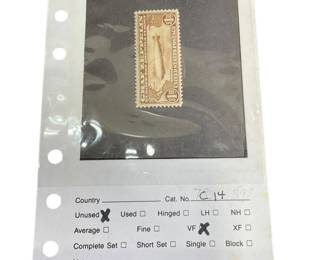 Country Cat. No. C 14
Unused ☒ Used ☐ Hinged ☐ LH ☐ NH ☐
Average ☐ Fine ☐ VF ☒ XF ☐
Complete Set ☐ Short Set ☐ Single ☐ Block ☐